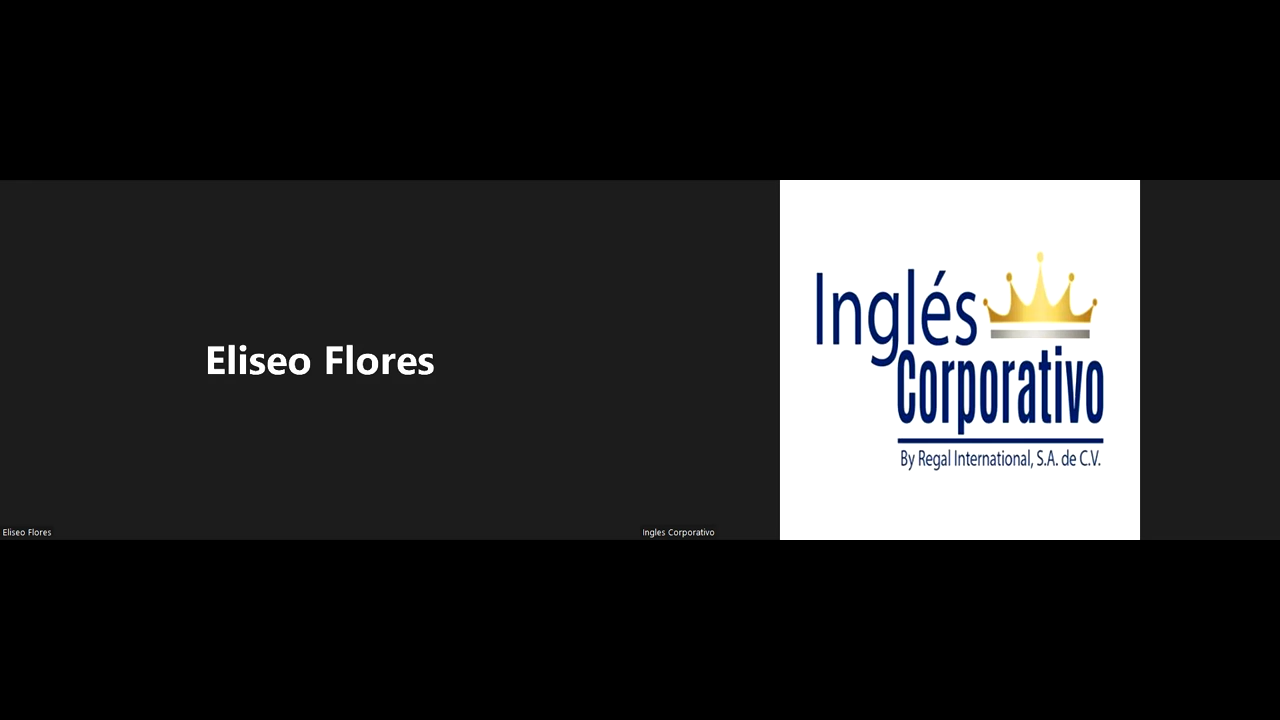 Eliseo Flores
Eliseo Flores
Inglés
Corporativo
By Regal International, S.A. de C.V.
Ingles Corporativo